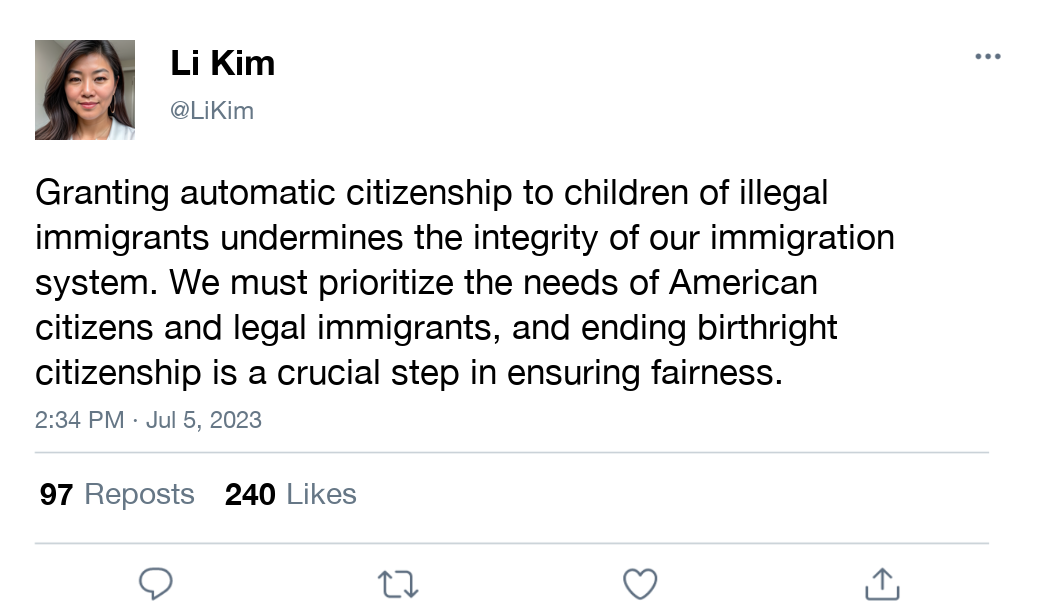 Li Kim
@LiKim
Granting automatic citizenship to children of illegal
immigrants undermines the integrity of our immigration
system. We must prioritize the needs of American
citizens and legal immigrants, and ending birthright
citizenship is a crucial step in ensuring fairness.
2:34 PM · Jul 5, 2023
97 Reposts 240 Likes